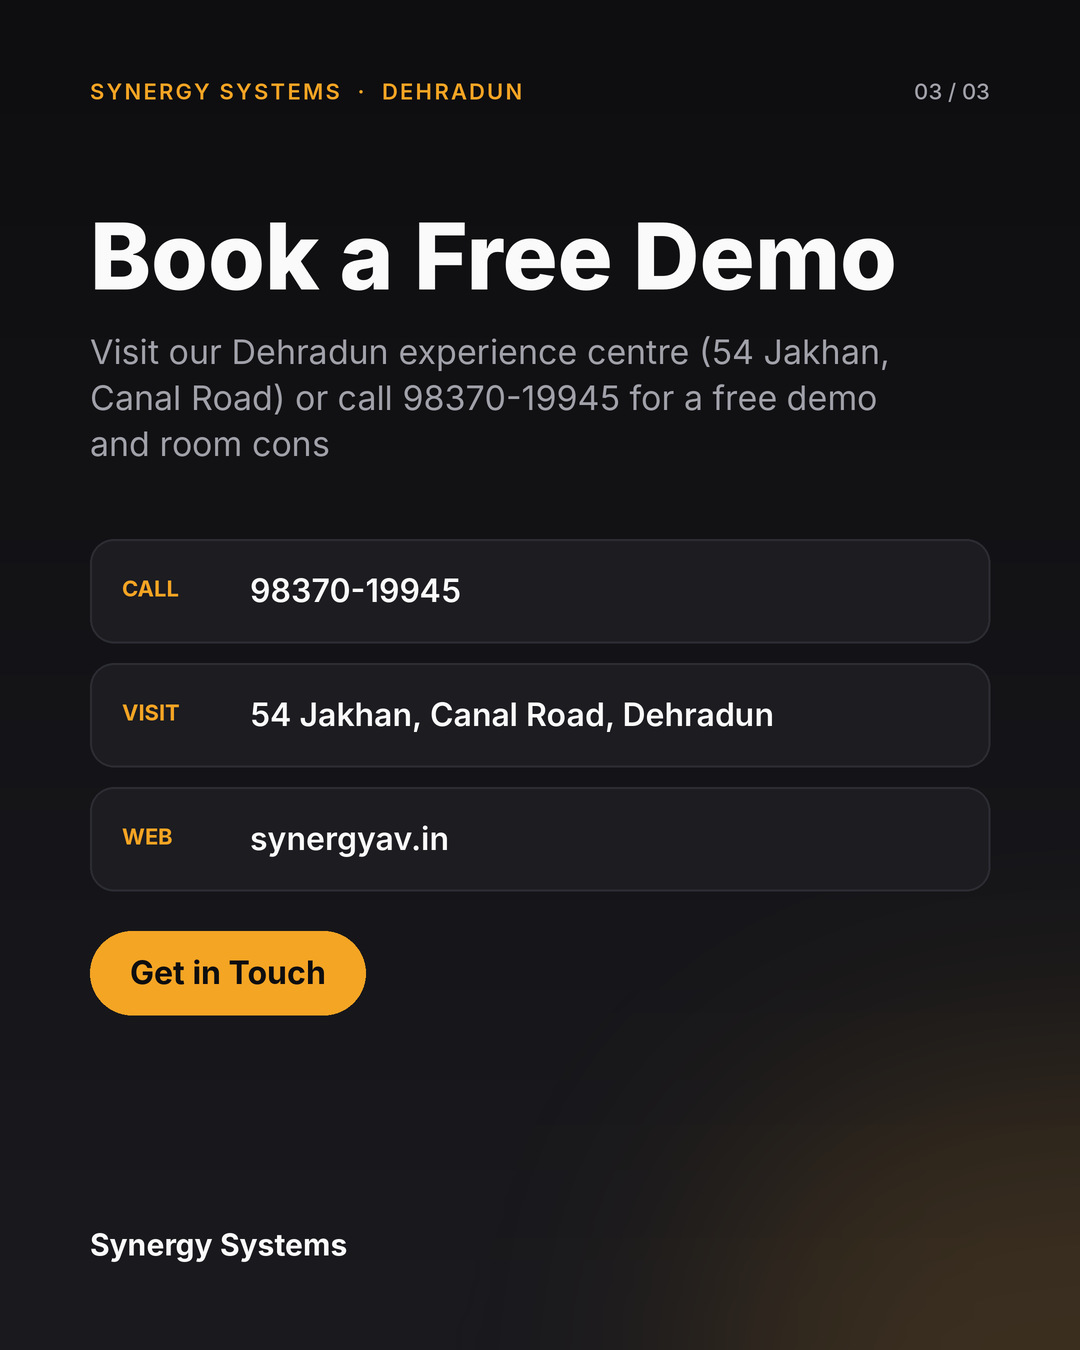 SYNERGY SYSTEMS · DEHRADUN
03 / 03
Book a Free Demo
Visit our Dehradun experience centre (54 Jakhan,
Canal Road) or call 98370-19945 for a free demo
and room cons
CALL 98370-19945
VISIT 54 Jakhan, Canal Road, Dehradun
WEB synergyav.in
Get in Touch
Synergy Systems